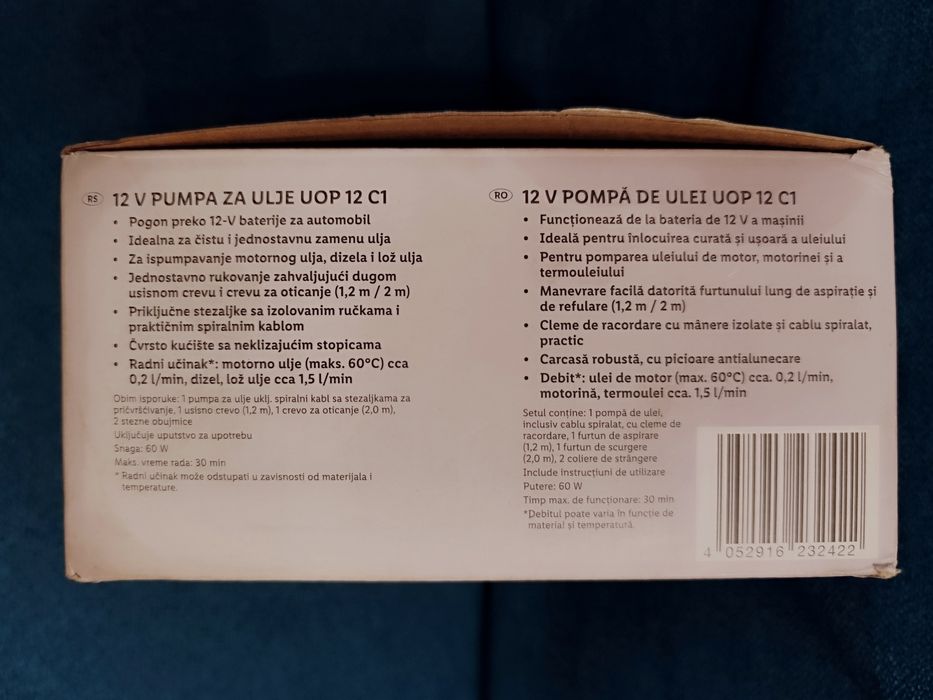 RS 12 V PUMPA ZA ULJE UOP 12 C1
• Pogon preko 12-V baterije za automobil
• Idealna za čistu i jednostavnu zamenu ulja
• Za ispumpavanje motornog ulja, dizela i lož ulja
• Jednostavno rukovanje zahvaljujući dugom
usisnom crevu i crevu za oticanje (1,2 m / 2 m)
• Priključne stezaljke sa izolovanim ručkama i
praktičnim spiralnim kablom
• Čvrsto kućište sa neklizajućim stopicama
• Radni učinak*: motorno ulje (maks. 60°C) cca
0,2 l/min, dizel, lož ulje cca 1,5 l/min
Obim isporuke: 1 pumpa za ulje uklj. spiralni kabl sa stezaljkama za
pričvršćivanje, 1 usisno crevo (1,2 m), 1 crevo za oticanje (2,0 m),
2 stezne obujmice
Uključuje uputstvo za upotrebu
Snaga: 60 W
Maks. vreme rada: 30 min
* Radni učinak može odstupati u zavisnosti od materijala i
temperature.
RO 12 V POMPĂ DE ULEI UOP 12 C1
• Funcționează de la bateria de 12 V a mașinii
• Ideală pentru înlocuirea curată și ușoară a uleiului
• Pentru pomparea uleiului de motor, motorinei și a
termouleiului
• Manevrare facilă datorită furtunului lung de aspirație și
de refulare (1,2 m / 2 m)
• Cleme de racordare cu mânere izolate și cablu spiralat,
practic
• Carcasă robustă, cu picioare antialunecare
• Debit*: ulei de motor (max. 60°C) cca. 0,2 l/min,
motorină, termoulei cca. 1,5 l/min
Setul conține: 1 pompă de ulei,
inclusiv cablu spiralat, cu cleme de
racordare, 1 furtun de aspirare
(1,2 m), 1 furtun de scurgere
(2,0 m), 2 coliere de strângere
Include instrucțiuni de utilizare
Putere: 60 W
Timp max. de funcționare: 30 min
*Debitul poate varia în funcție de
material și temperatură.
4 052916 232422